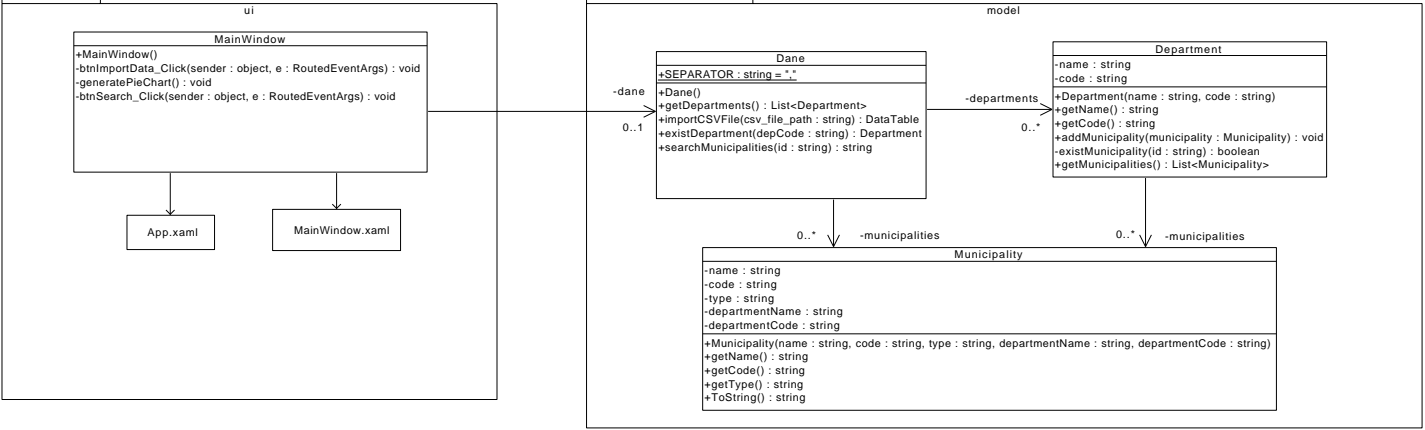 ui
MainWindow
+MainWindow()
-btnImportData_Click(sender : object, e : RoutedEventArgs) : void
-generatePieChart() : void
-btnSearch_Click(sender : object, e : RoutedEventArgs) : void
App.xaml
MainWindow.xaml
-dane
0..1
model
Dane
+SEPARATOR : string = ","
+Dane()
+getDepartments() : List<Department>
+importCSVFile(csv_file_path : string) : DataTable
+existDepartment(depCode : string) : Department
+searchMunicipalities(id : string) : string
-departments
0..*
Department
-name : string
-code : string
+Department(name : string, code : string)
+getName() : string
+getCode() : string
+addMunicipality(municipality : Municipality) : void
-existMunicipality(id : string) : boolean
+getMunicipalities() : List<Municipality>
0..* -municipalities
0..* -municipalities
Municipality
-name : string
-code : string
-type : string
-departmentName : string
-departmentCode : string
+Municipality(name : string, code : string, type : string, departmentName : string, departmentCode : string)
+getName() : string
+getCode() : string
+getType() : string
+ToString() : string